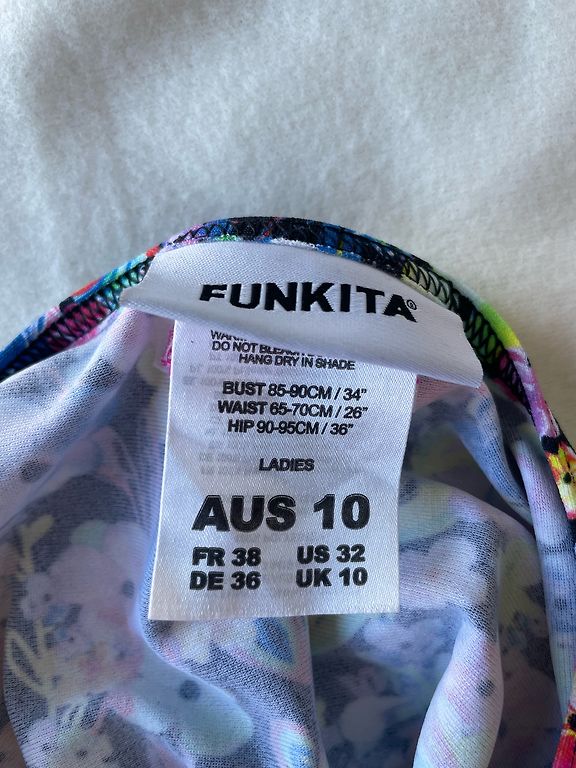 FUNKITA®
DO NOT BLEACH
HANG DRY IN SHADE
BUST 85-90CM / 34"
WAIST 65-70CM / 26"
HIP 90-95CM / 36"
LADIES
AUS 10
FR 38 US 32
DE 36 UK 10